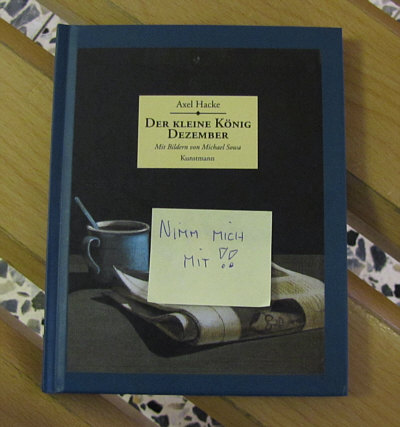 Axel Hacke
Der kleine König
Dezember
Mit Bildern von Michael Sowa
Kunstmann
Nimm mich
mit!!